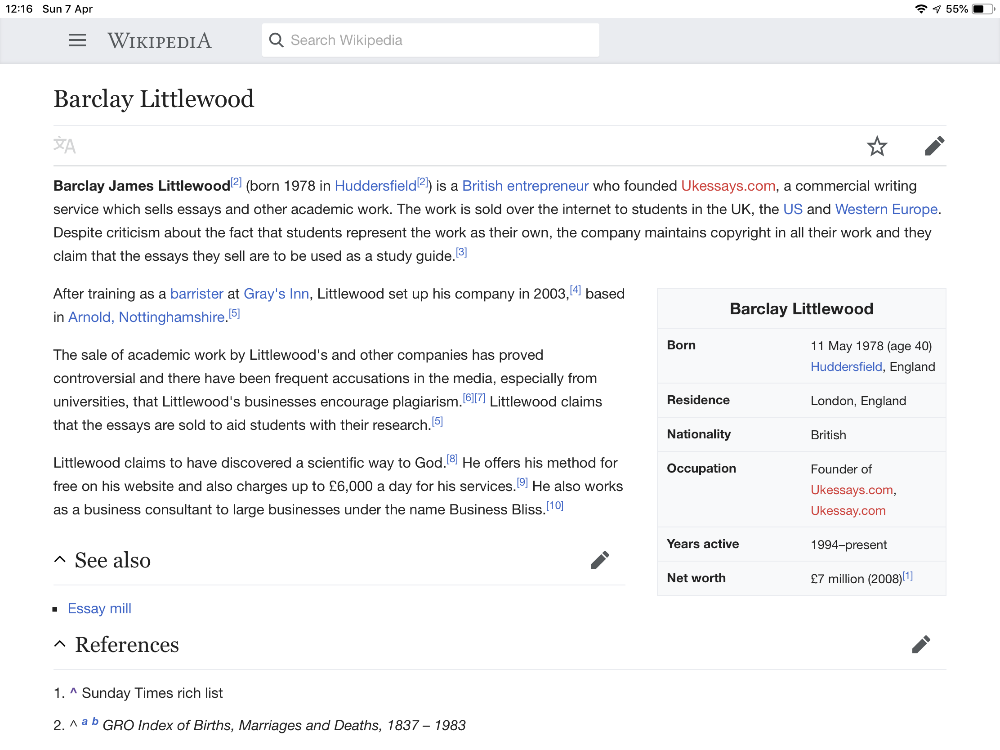 12:16 Sun 7 Apr 55%
WIKIPEDIA Search Wikipedia
Barclay Littlewood
文A
Barclay James Littlewood[2] (born 1978 in Huddersfield[2]) is a British entrepreneur who founded Ukessays.com, a commercial writing
service which sells essays and other academic work. The work is sold over the internet to students in the UK, the US and Western Europe.
Despite criticism about the fact that students represent the work as their own, the company maintains copyright in all their work and they
claim that the essays they sell are to be used as a study guide.[3]
After training as a barrister at Gray's Inn, Littlewood set up his company in 2003,[4] based
in Arnold, Nottinghamshire.[5]
The sale of academic work by Littlewood's and other companies has proved
controversial and there have been frequent accusations in the media, especially from
universities, that Littlewood's businesses encourage plagiarism.[6][7] Littlewood claims
that the essays are sold to aid students with their research.[5]
Littlewood claims to have discovered a scientific way to God.[8] He offers his method for
free on his website and also charges up to £6,000 a day for his services.[9] He also works
as a business consultant to large businesses under the name Business Bliss.[10]
Barclay Littlewood
Born 11 May 1978 (age 40)
Huddersfield, England
Residence London, England
Nationality British
Occupation Founder of
Ukessays.com,
Ukessay.com
Years active 1994–present
Net worth £7 million (2008)[1]
See also
Essay mill
References
1. ^ Sunday Times rich list
2. ^ a b GRO Index of Births, Marriages and Deaths, 1837 – 1983